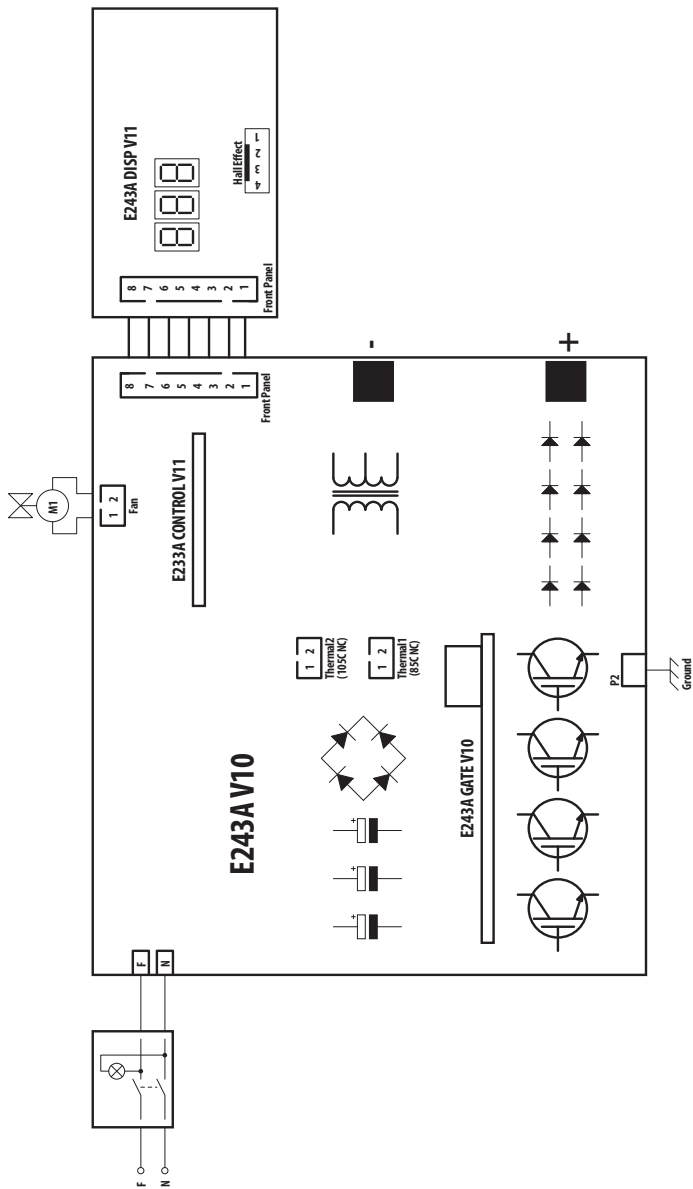 F
N
F
N
E243A V10
1 2
Fan
M1
E233A CONTROL V11
8
7
6
5
4
3
2
1
Front Panel
8
7
6
5
4
3
2
1
Front Panel
E243A DISP V11
888
Hall Effect
4 3 2 1
+
+
+
1 2
Thermal2
(105C NC)
1 2
Thermal1
(85C NC)
-
E243A GATE V10
+
P2
Ground